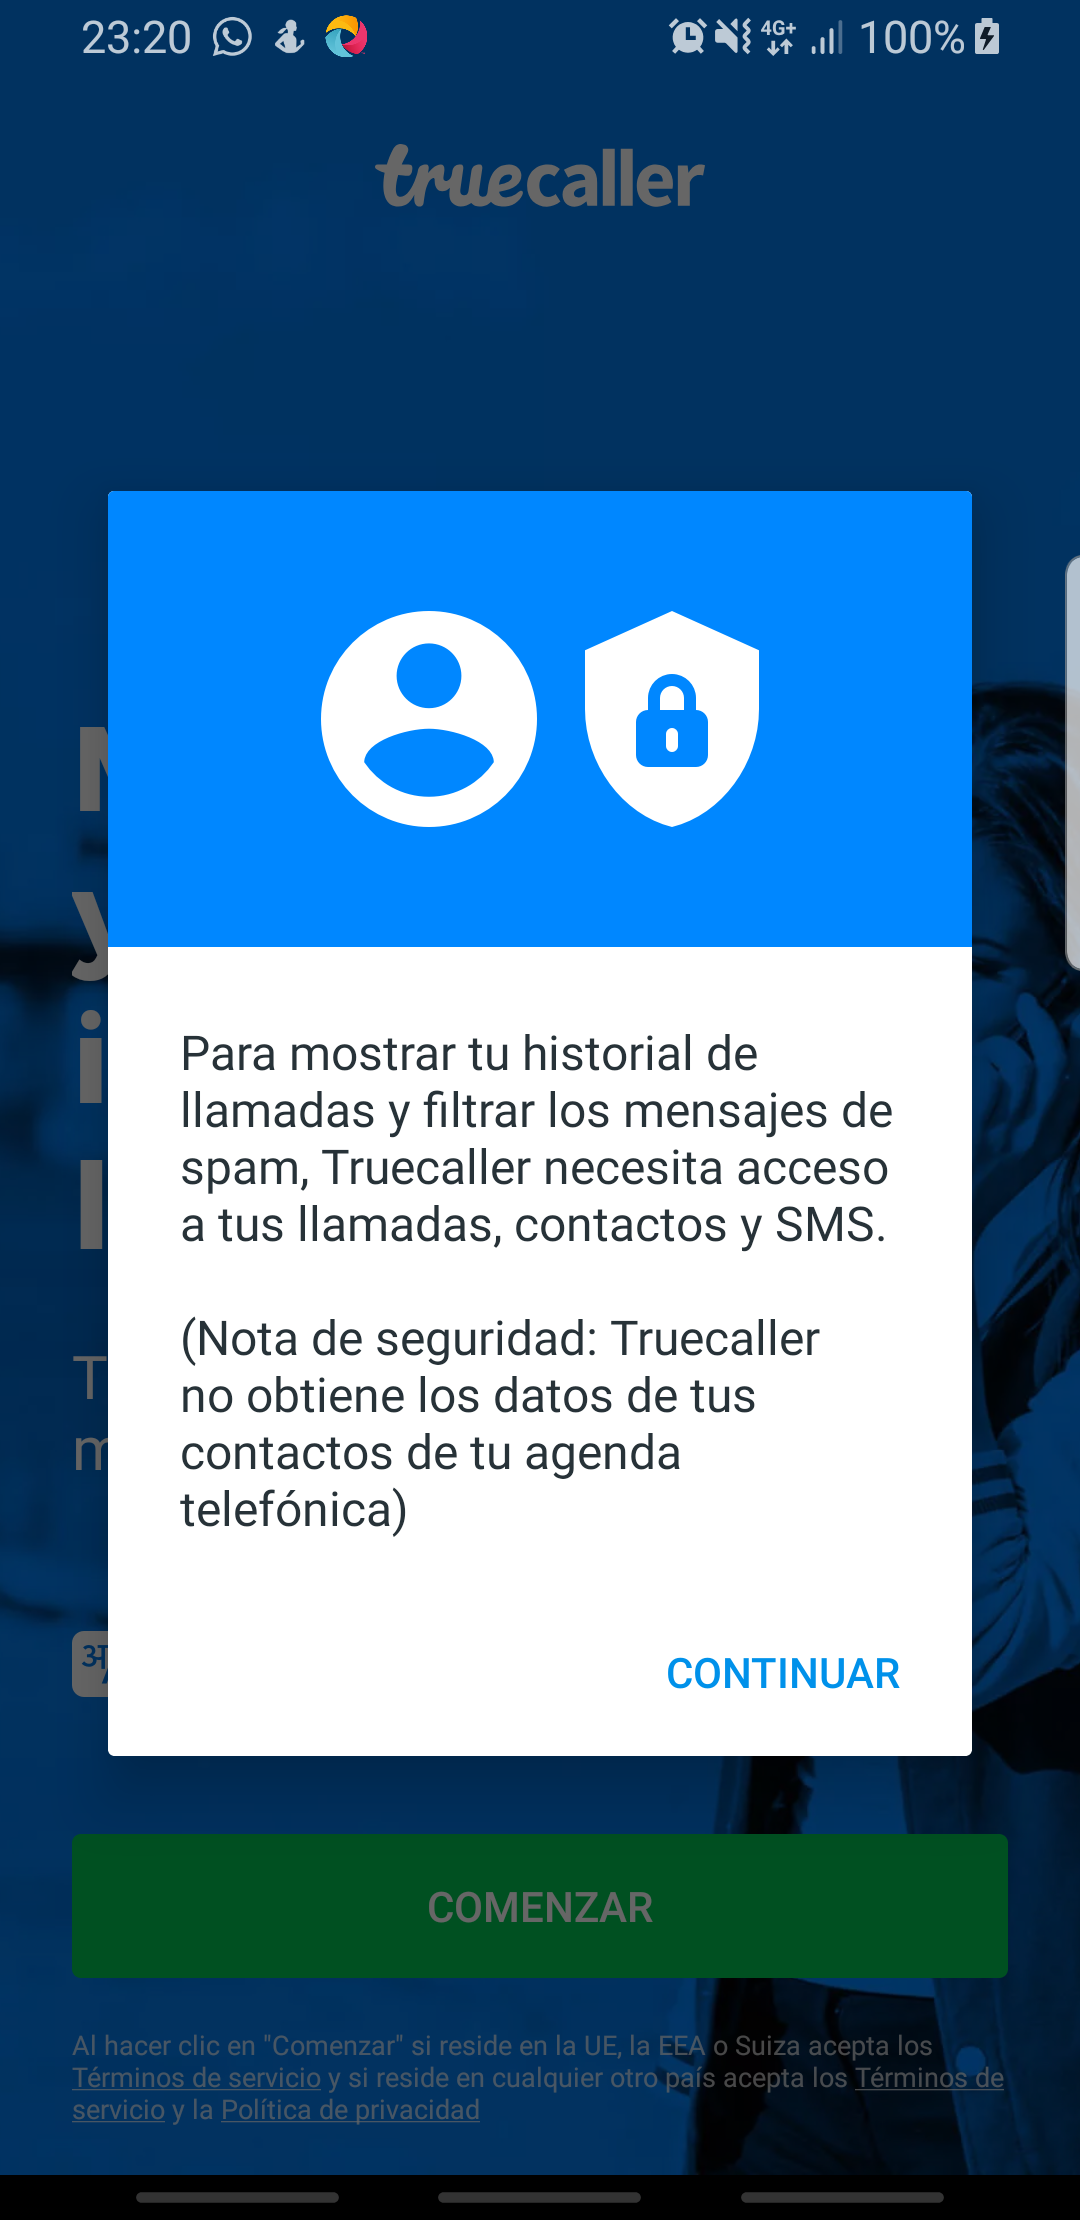 23:20
4G+
100%
truecaller
Para mostrar tu historial de
llamadas y filtrar los mensajes de
spam, Truecaller necesita acceso
a tus llamadas, contactos y SMS.
(Nota de seguridad: Truecaller
no obtiene los datos de tus
contactos de tu agenda
telefónica)
CONTINUAR
COMENZAR
Al hacer clic en "Comenzar" si reside en la UE, la EEA o Suiza acepta los
Términos de servicio y si reside en cualquier otro país acepta los Términos de
servicio y la Política de privacidad